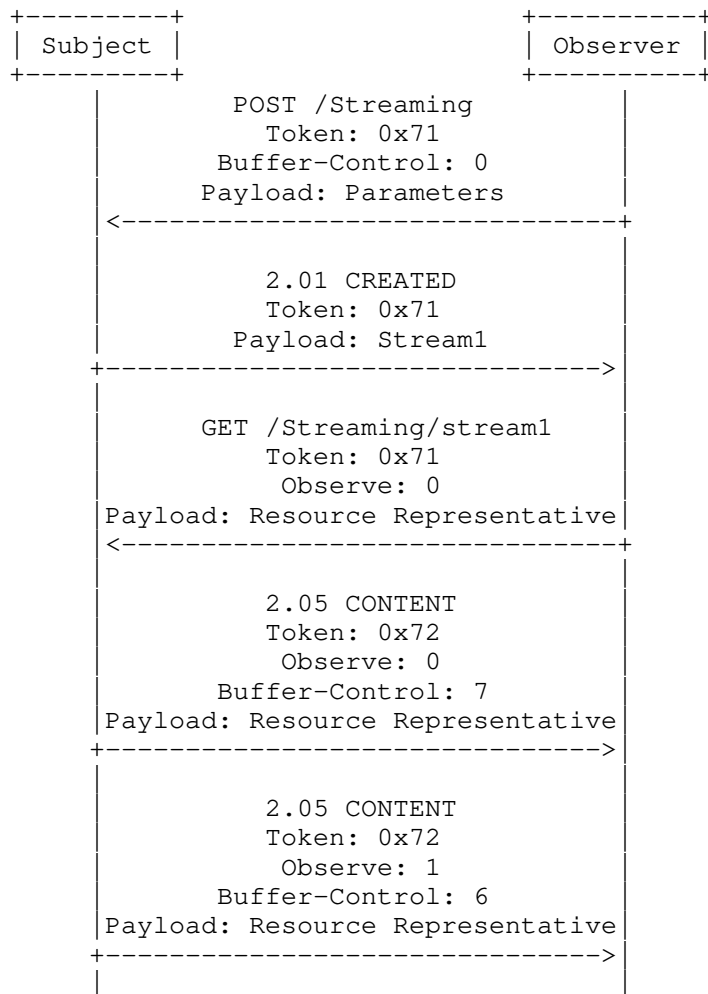 Subject Observer
POST /Streaming
Token: 0x71
Buffer-Control: 0
Payload: Parameters
2.01 CREATED
Token: 0x71
Payload: Stream1
GET /Streaming/stream1
Token: 0x71
Observe: 0
Payload: Resource Representative
2.05 CONTENT
Token: 0x72
Observe: 0
Buffer-Control: 7
Payload: Resource Representative
2.05 CONTENT
Token: 0x72
Observe: 1
Buffer-Control: 6
Payload: Resource Representative